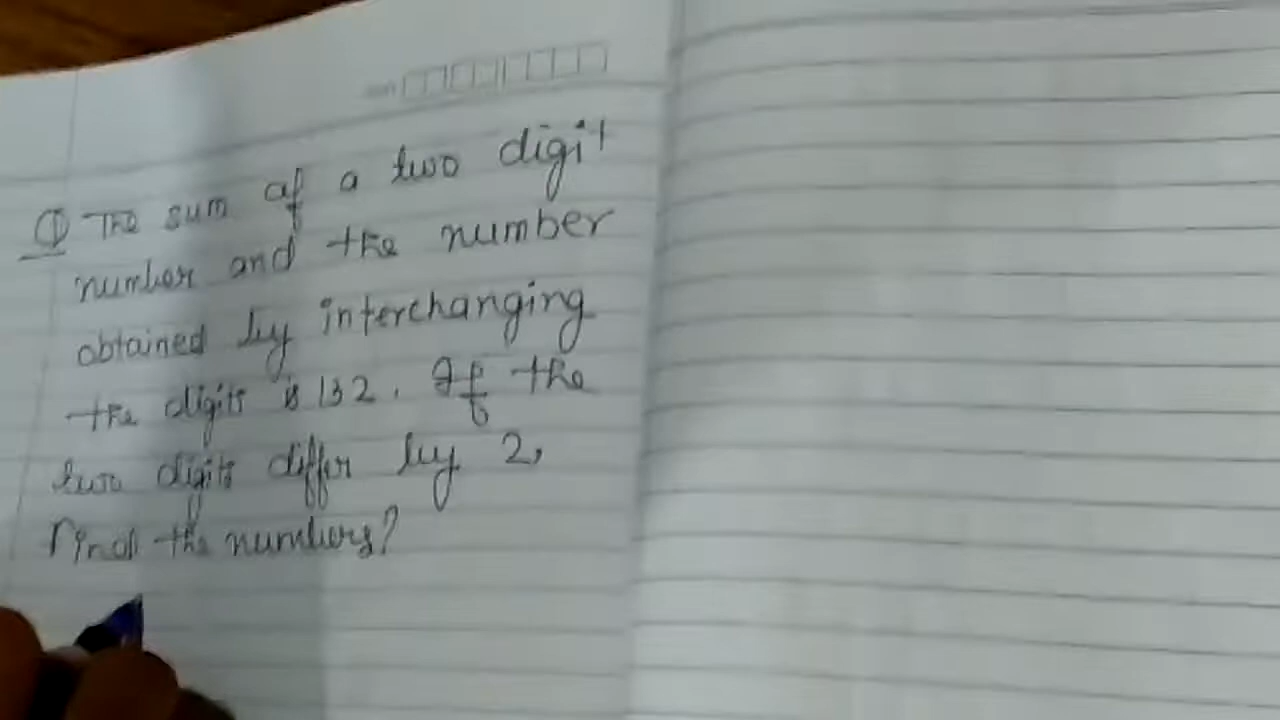 ① The sum of a two digit
number and the number
obtained by interchanging
the digits is 132. If the
two digits differ by 2,
Find the numbers?